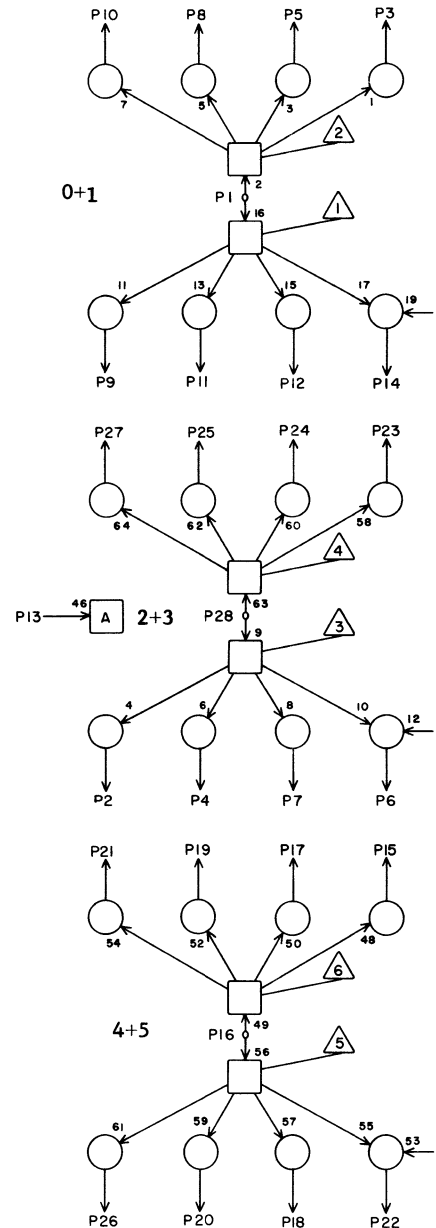 P10 P8 P5 P3
7 5 3 1
2
2
0+1
P1
16
1
11 13 15 17 19
P9 P11 P12 P14
P27 P25 P24 P23
64 62 60 58
4
63
P13 46 A 2+3 P28
9
3
4 6 8 10 12
P2 P4 P7 P6
P21 P19 P17 P15
54 52 50 48
6
49
4+5 P16
56
5
61 59 57 55 53
P26 P20 P18 P22